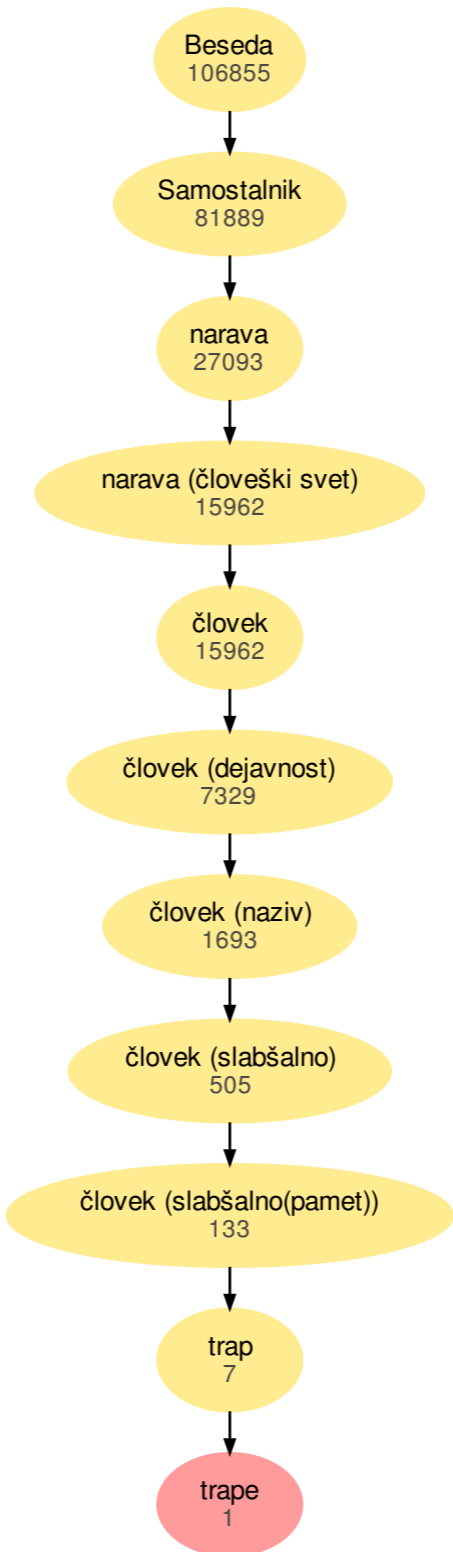 Beseda
106855
Samostalnik
81889
narava
27093
narava (človeški svet)
15962
človek
15962
človek (dejavnost)
7329
človek (naziv)
1693
človek (slabšalno)
505
človek (slabšalno(pamet))
133
trap
7
trape
1